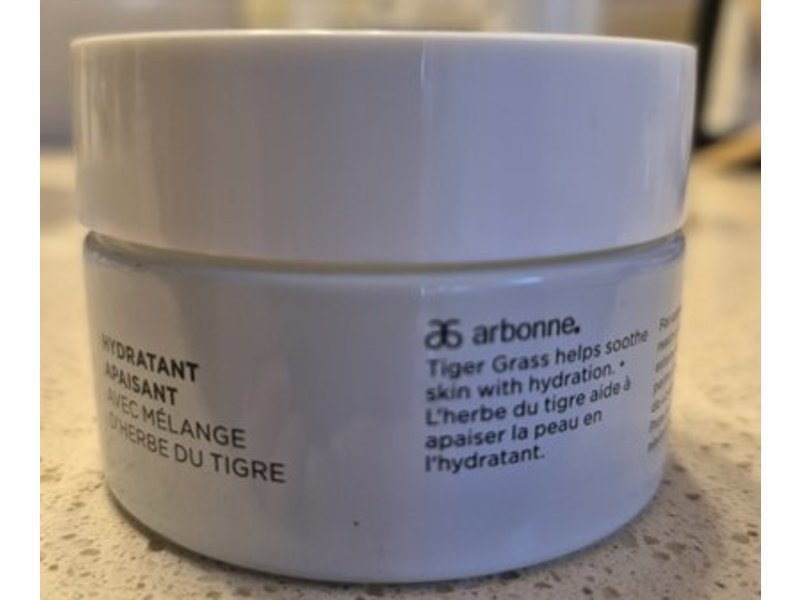 HYDRATANT
APAISANT
AVEC MÉLANGE
D'HERBE DU TIGRE
arbonne.
Tiger Grass helps soothe
skin with hydration. •
L'herbe du tigre aide à
apaiser la peau en
l'hydratant.